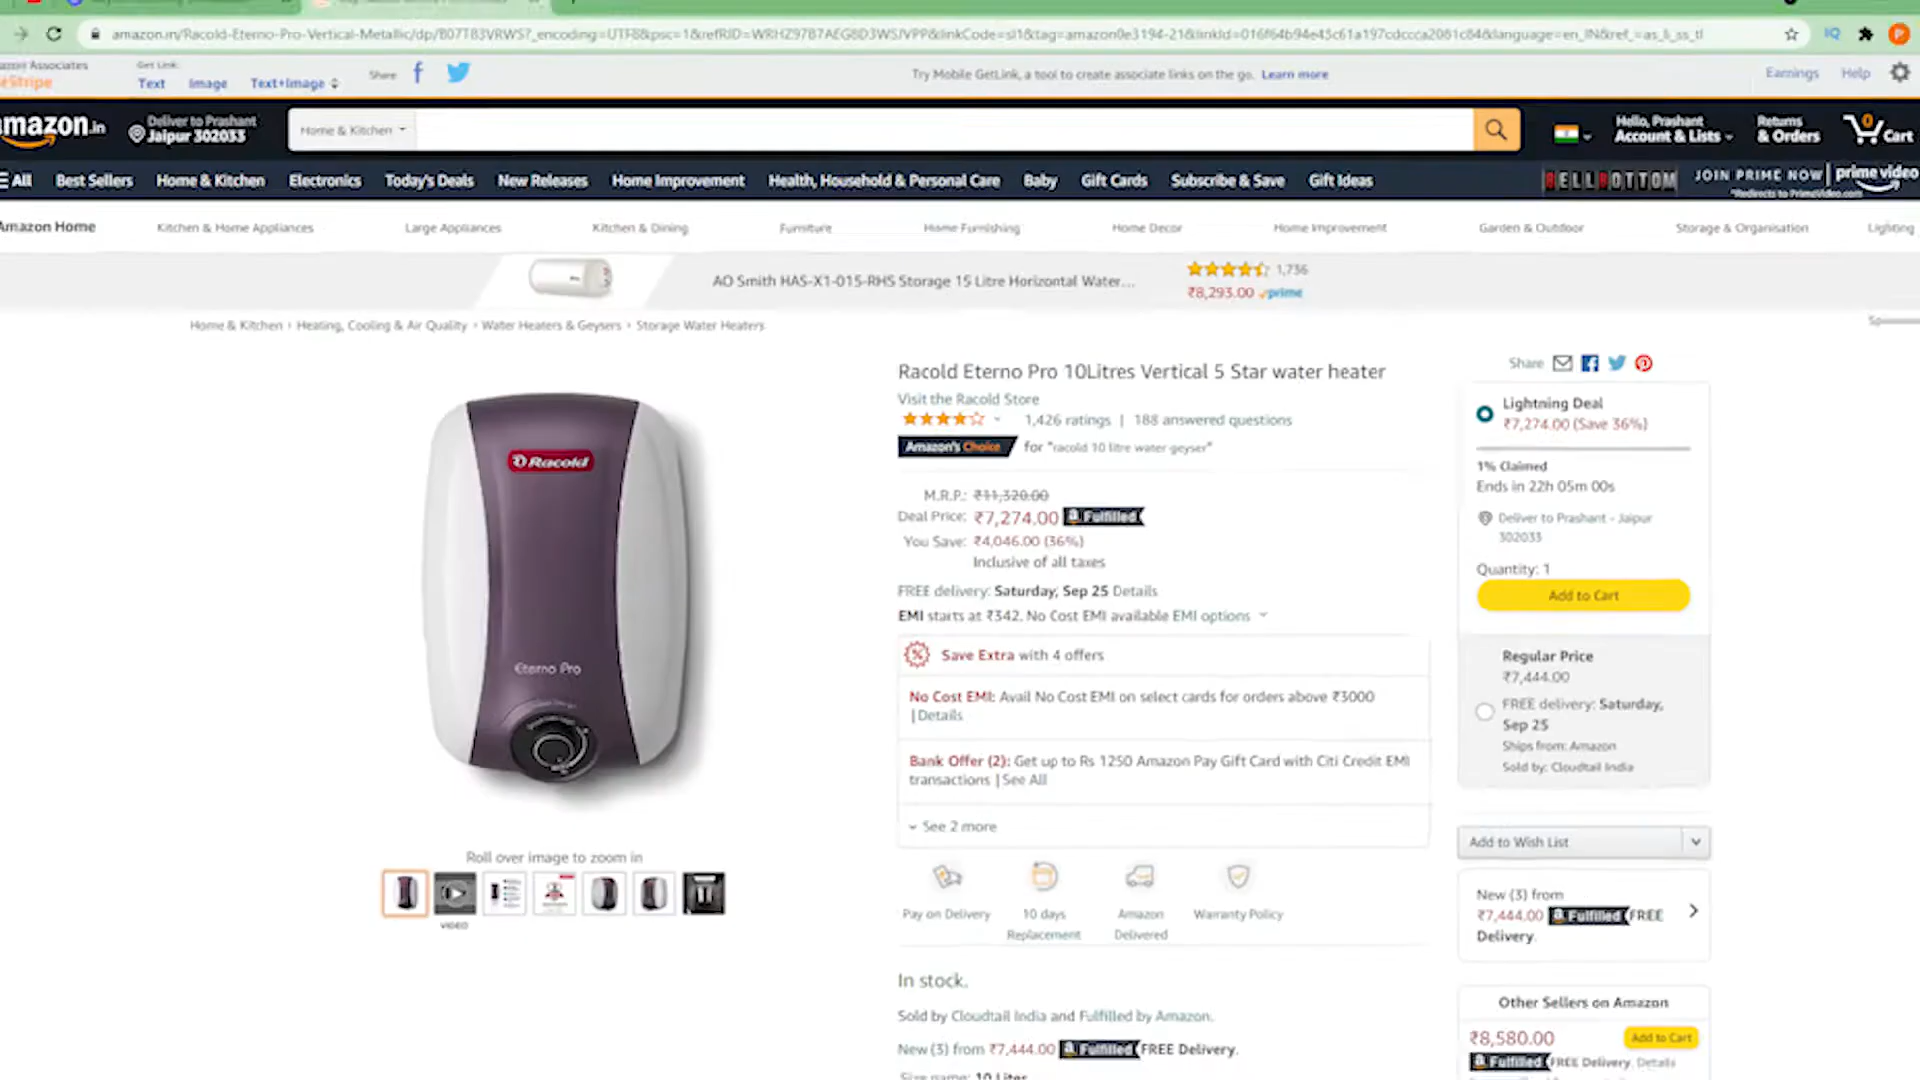 amazon.in/Racold-Eterno-Pro-Vertical-Metallic/dp/B07T83VRWS?_encoding=UTF8&psc=1&refRID=WRHZ9787AEG8D3WSJVPP&linkCode=sl1&tag=amazon0e3194-21&linkId=016f64b94e43c61a197cdccca2081c84&language=en_IN&ref_=as_li_ss_tl
Associates
Get Link:
Text Image Text+Image
Share
Try Mobile GetLink, a tool to create associate links on the go. Learn more
Earnings Help
amazon.in
Deliver to Prashant
Jaipur 302033
Home & Kitchen
Hello, Prashant
Account & Lists
Returns
& Orders
0
Cart
All Best Sellers Home & Kitchen Electronics Today's Deals New Releases Home Improvement Health, Household & Personal Care Baby Gift Cards Subscribe & Save Gift Ideas
BELLBOTTOM JOIN PRIME NOW prime video
*Redirects to PrimeVideo.com
Amazon Home Kitchen & Home Appliances Large Appliances Kitchen & Dining Furniture Home Furnishing Home Decor Home Improvement Garden & Outdoor Storage & Organisation Lighting
AO Smith HAS-X1-015-RHS Storage 15 Litre Horizontal Water...
1,736
₹8,293.00 prime
Home & Kitchen › Heating, Cooling & Air Quality › Water Heaters & Geysers › Storage Water Heaters
Racold
Eterno Pro
Roll over image to zoom in
VIDEO
Racold Eterno Pro 10Litres Vertical 5 Star water heater
Visit the Racold Store
1,426 ratings | 188 answered questions
Amazon's Choice for "racold 10 litre water geyser"
M.R.P.: ₹11,320.00
Deal Price: ₹7,274.00 Fulfilled
You Save: ₹4,046.00 (36%)
Inclusive of all taxes
FREE delivery: Saturday, Sep 25 Details
EMI starts at ₹342. No Cost EMI available EMI options
Save Extra with 4 offers
No Cost EMI: Avail No Cost EMI on select cards for orders above ₹3000
| Details
Bank Offer (2): Get up to Rs 1250 Amazon Pay Gift Card with Citi Credit EMI
transactions | See All
See 2 more
Pay on Delivery
10 days
Replacement
Amazon
Delivered
Warranty Policy
In stock.
Sold by Cloudtail India and Fulfilled by Amazon.
New (3) from ₹7,444.00 Fulfilled FREE Delivery.
Size name: 10 Liter
Share
Lightning Deal
₹7,274.00 (Save 36%)
1% Claimed
Ends in 22h 05m 00s
Deliver to Prashant - Jaipur
302033
Quantity: 1
Add to Cart
Regular Price
₹7,444.00
FREE delivery: Saturday,
Sep 25
Ships from: Amazon
Sold by: Cloudtail India
Add to Wish List
New (3) from
₹7,444.00 Fulfilled FREE
Delivery.
Other Sellers on Amazon
₹8,580.00 Add to Cart
Fulfilled FREE Delivery. Details